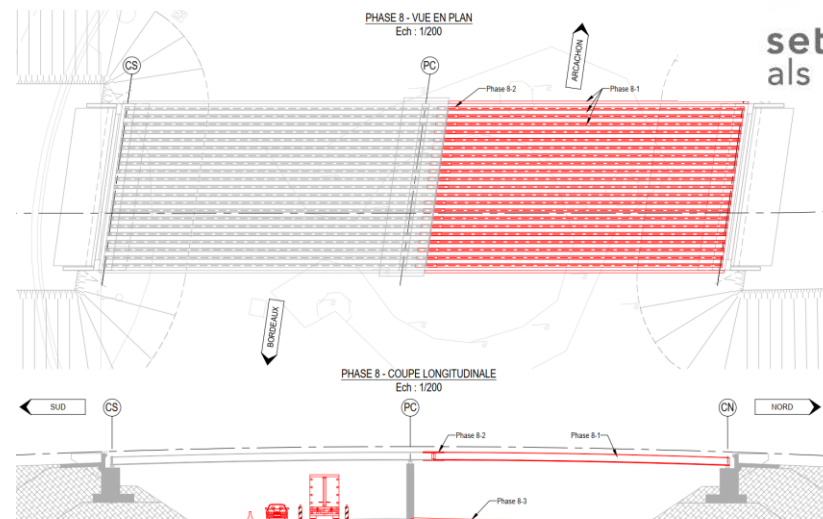 PHASE 8 - VUE EN PLAN
Ech : 1/200
set
als
ARCACHON
CS
PC
Phase 8-2
Phase 8-1
BORDEAUX
PHASE 8 - COUPE LONGITUDINALE
Ech : 1/200
SUD
CS
PC
CN
NORD
Phase 8-2
Phase 8-1
Phase 8-3